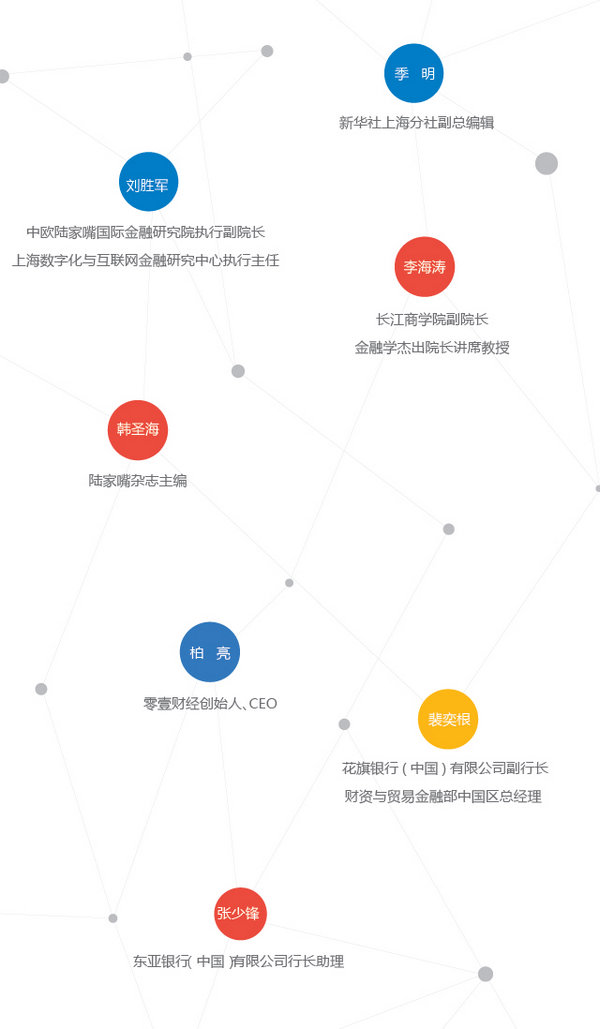 季 明
新华社上海分社副总编辑
刘胜军
中欧陆家嘴国际金融研究院执行副院长
上海数字化与互联网金融研究中心执行主任
李海涛
长江商学院副院长
金融学杰出院长讲席教授
韩圣海
陆家嘴杂志主编
柏 亮
零壹财经创始人、CEO
裴奕根
花旗银行 ( 中国 ) 有限公司副行长
财资与贸易金融部中国区总经理
张少锋
东亚银行( 中国 )有限公司行长助理